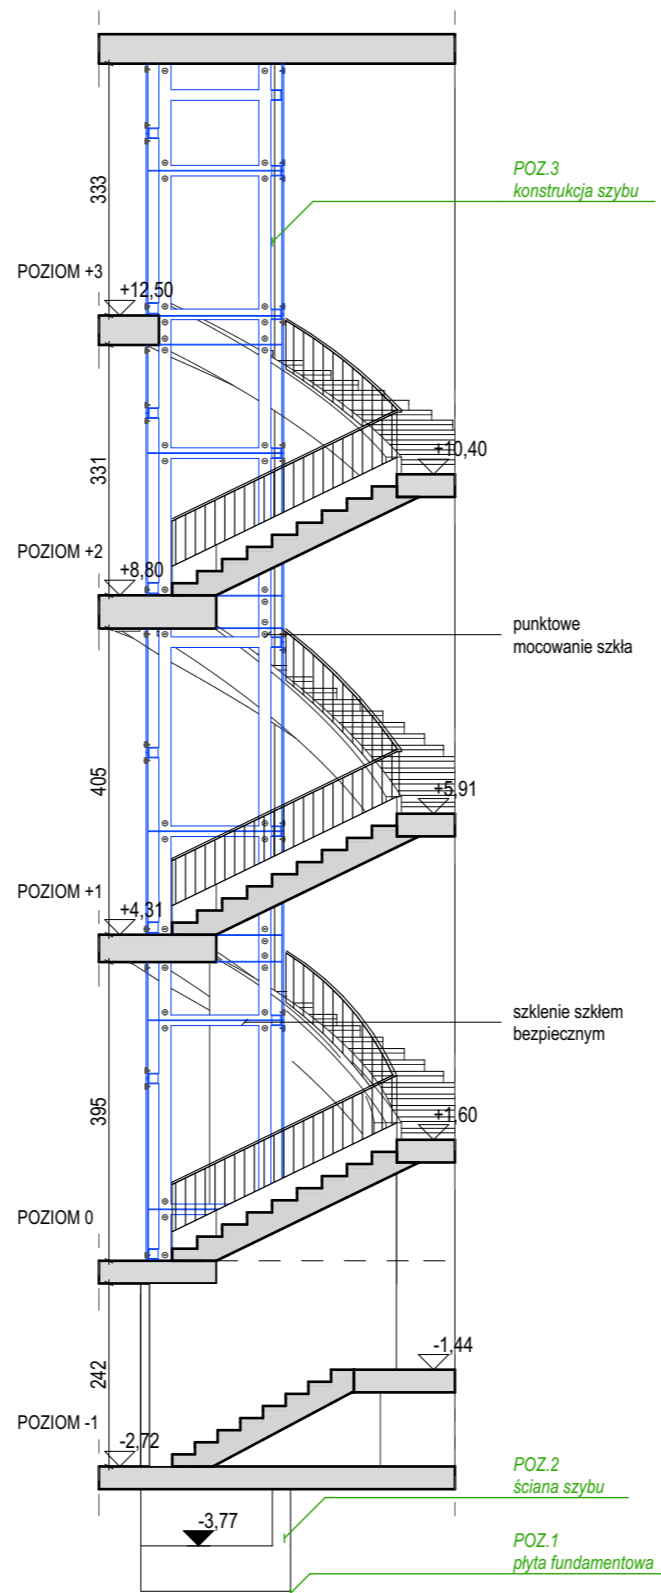 POZ.3
konstrukcja szybu
333
POZIOM +3
+12,50
+10,40
331
POZIOM +2
+8,80
punktowe
mocowanie szkła
405
+5,91
POZIOM +1
+4,31
szklenie szkłem
bezpiecznym
395
+1,60
POZIOM 0
-1,44
242
POZIOM -1
-2,72
POZ.2
ściana szybu
-3,77
POZ.1
płyta fundamentowa